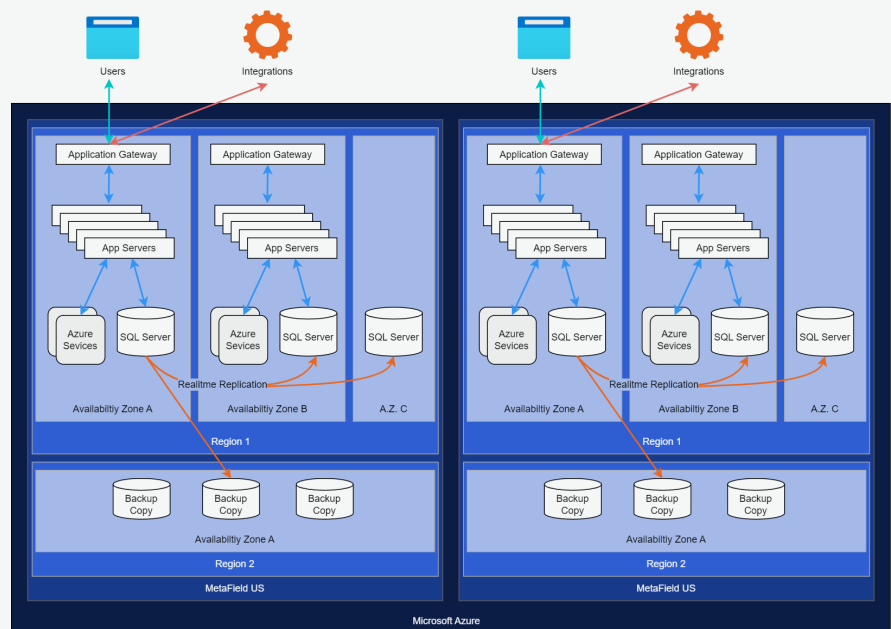 Users
Integrations
Users
Integrations
Application Gateway
Application Gateway
Application Gateway
Application Gateway
App Servers
App Servers
App Servers
App Servers
Azure
Sevices
SQL Server
Azure
Sevices
SQL Server
SQL Server
Azure
Sevices
SQL Server
Azure
Sevices
SQL Server
SQL Server
Realitme Replication
Realitme Replication
Availabiltiy Zone A
Availabiltiy Zone B
A.Z. C
Availabiltiy Zone A
Availabiltiy Zone B
A.Z. C
Region 1
Region 1
Backup
Copy
Backup
Copy
Backup
Copy
Backup
Copy
Backup
Copy
Backup
Copy
Availabiltiy Zone A
Availabiltiy Zone A
Region 2
Region 2
MetaField US
MetaField US
Microsoft Azure